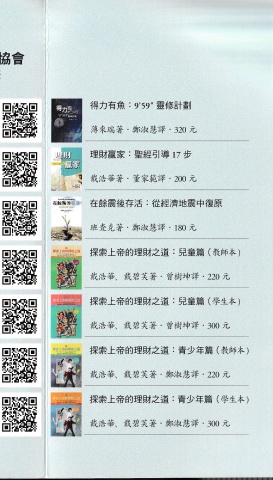 協會
得力有魚：9'59" 靈修計劃
薄來瑞著．鄭淑慧譯．320 元
理財贏家：聖經引導 17 步
戴浩華著．董家範譯．200 元
在餘震後存活：從經濟地震中復原
班查克著．鄭淑慧譯．180 元
探索上帝的理財之道：兒童篇（教師本）
戴浩華、戴碧芙著．曾樹坤譯．220 元
探索上帝的理財之道：兒童篇（學生本）
戴浩華、戴碧芙著．曾樹坤譯．300 元
探索上帝的理財之道：青少年篇（教師本）
戴浩華、戴碧芙著．鄭淑慧譯．220 元
探索上帝的理財之道：青少年篇（學生本）
戴浩華、戴碧芙著．鄭淑慧譯．300 元